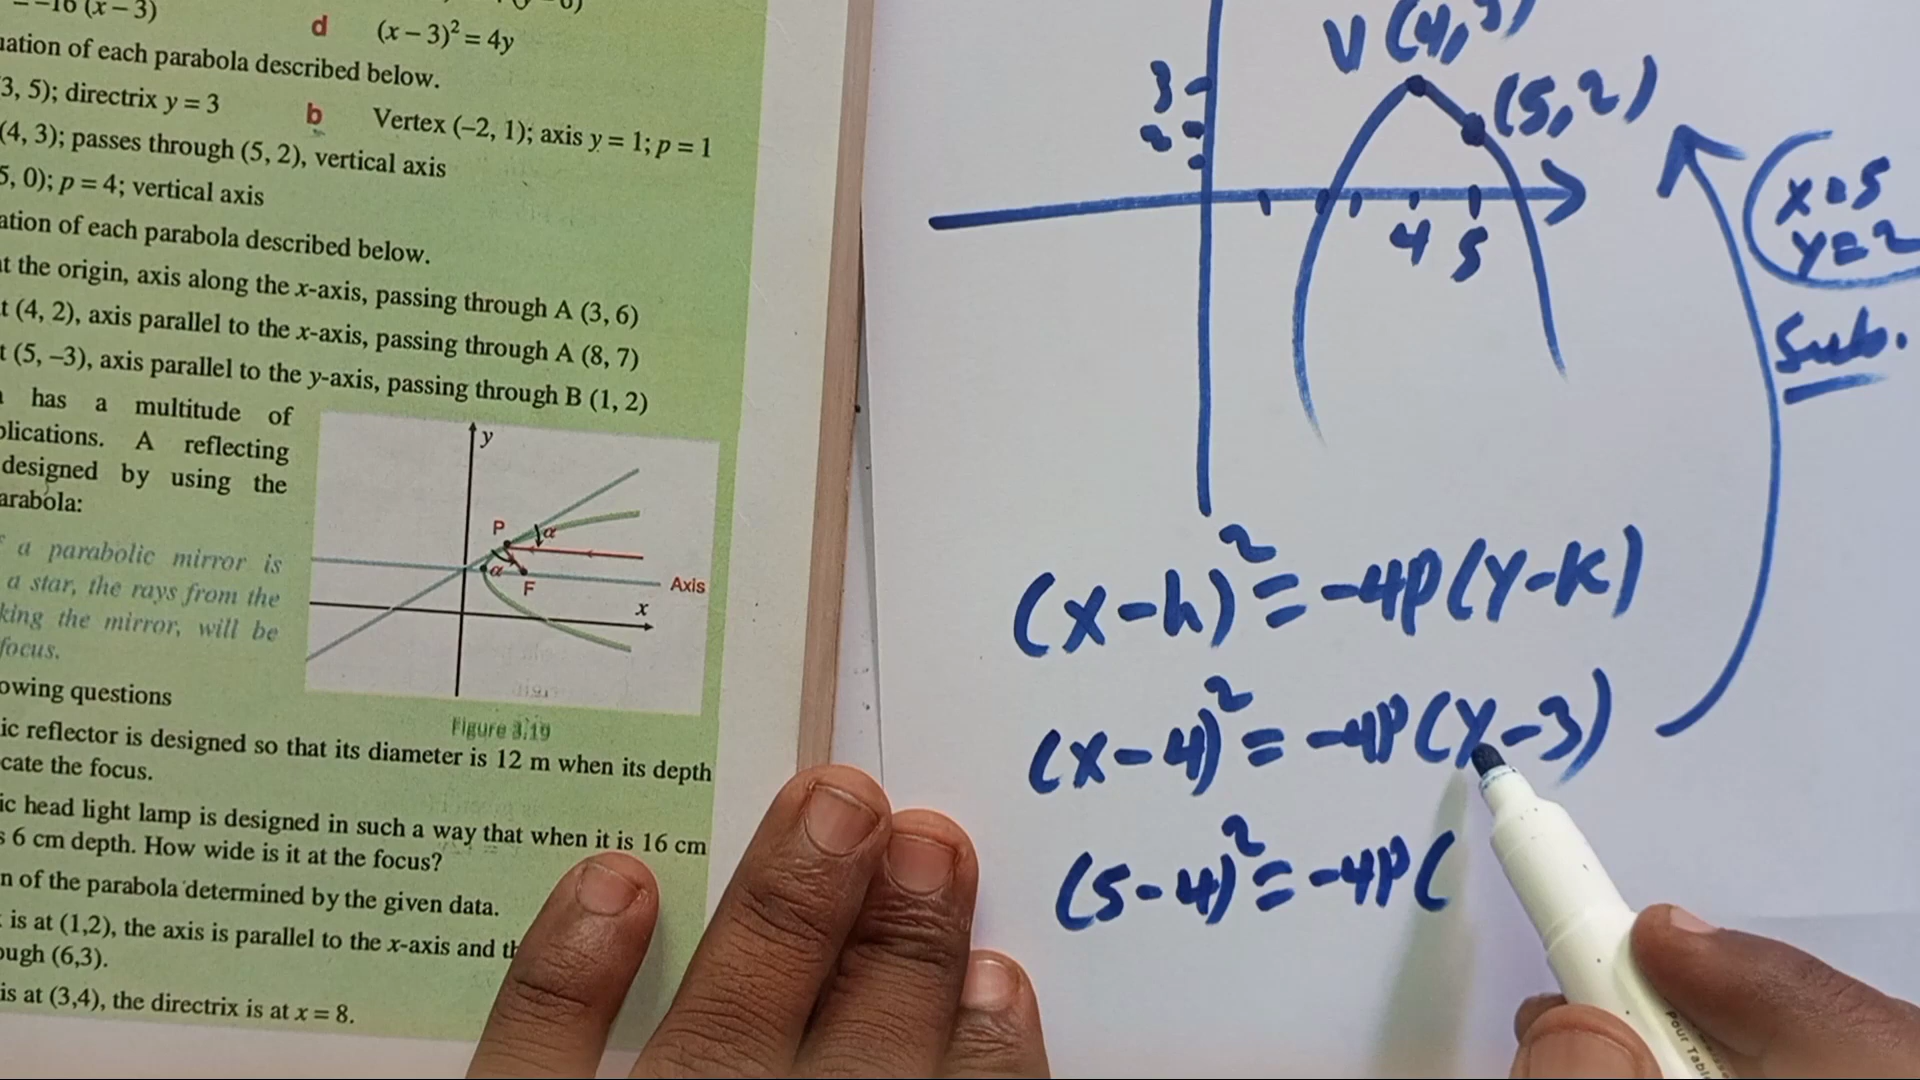 (x – 3)
d (x – 3)² = 4y
ation of each parabola described below.
3, 5); directrix y = 3
b Vertex (–2, 1); axis y = 1; p = 1
(4, 3); passes through (5, 2), vertical axis
5, 0); p = 4; vertical axis
ation of each parabola described below.
at the origin, axis along the x-axis, passing through A (3, 6)
t (4, 2), axis parallel to the x-axis, passing through A (8, 7)
t (5, –3), axis parallel to the y-axis, passing through B (1, 2)
has a multitude of
plications. A reflecting
designed by using the
arabola:
a parabolic mirror is
a star, the rays from the
king the mirror, will be
focus.
y
P
α
α
F
Axis
x
Figure 3.19
owing questions
ic reflector is designed so that its diameter is 12 m when its depth
cate the focus.
ic head light lamp is designed in such a way that when it is 16 cm
s 6 cm depth. How wide is it at the focus?
n of the parabola determined by the given data.
is at (1,2), the axis is parallel to the x-axis and th
ough (6,3).
is at (3,4), the directrix is at x = 8.
V(4,3)
3
2
(5,2)
4 5
x=5
y=2
Sub.
(x-h)²=-4P(y-k)
(x-4)²=-4P(y-3)
(5-4)²=-4P(